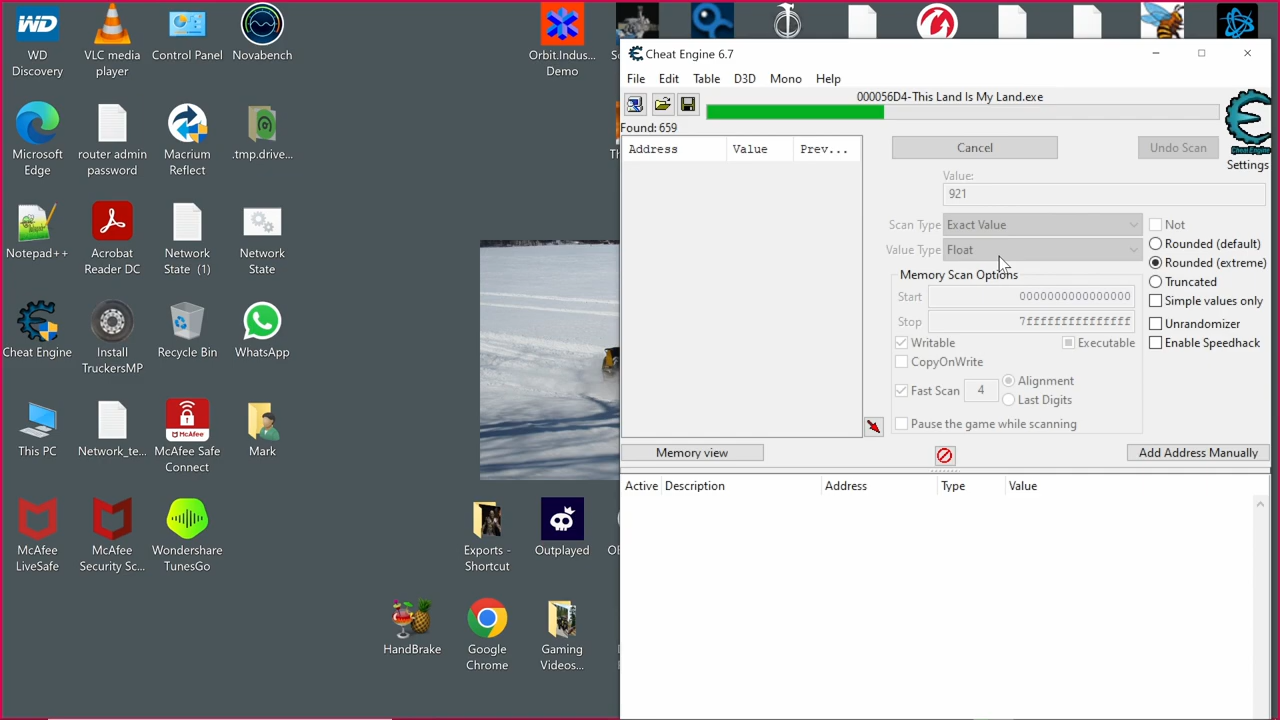 WD
Discovery
VLC media
player
Control Panel
Novabench
Orbit.Indus...
Demo
Microsoft
Edge
router admin
password
Macrium
Reflect
.tmp.drive...
Notepad++
Acrobat
Reader DC
Network
State (1)
Network
State
Cheat Engine
Install
TruckersMP
Recycle Bin
WhatsApp
This PC
Network_te...
McAfee
McAfee Safe
Connect
Mark
McAfee
LiveSafe
McAfee
Security Sc...
Wondershare
TunesGo
Exports -
Shortcut
Outplayed
HandBrake
Google
Chrome
Gaming
Videos...
Cheat Engine 6.7
File Edit Table D3D Mono Help
000056D4-This Land Is My Land.exe
Found: 659
Address Value Prev...
Cancel Undo Scan
Cheat Engine
Settings
Value:
921
Scan Type Exact Value Not
Value Type Float Rounded (default)
Memory Scan Options Rounded (extreme)
Truncated
Start 0000000000000000 Simple values only
Stop 7fffffffffffffff Unrandomizer
Writable Executable Enable Speedhack
CopyOnWrite
Fast Scan 4 Alignment
Last Digits
Pause the game while scanning
Memory view Add Address Manually
Active Description Address Type Value